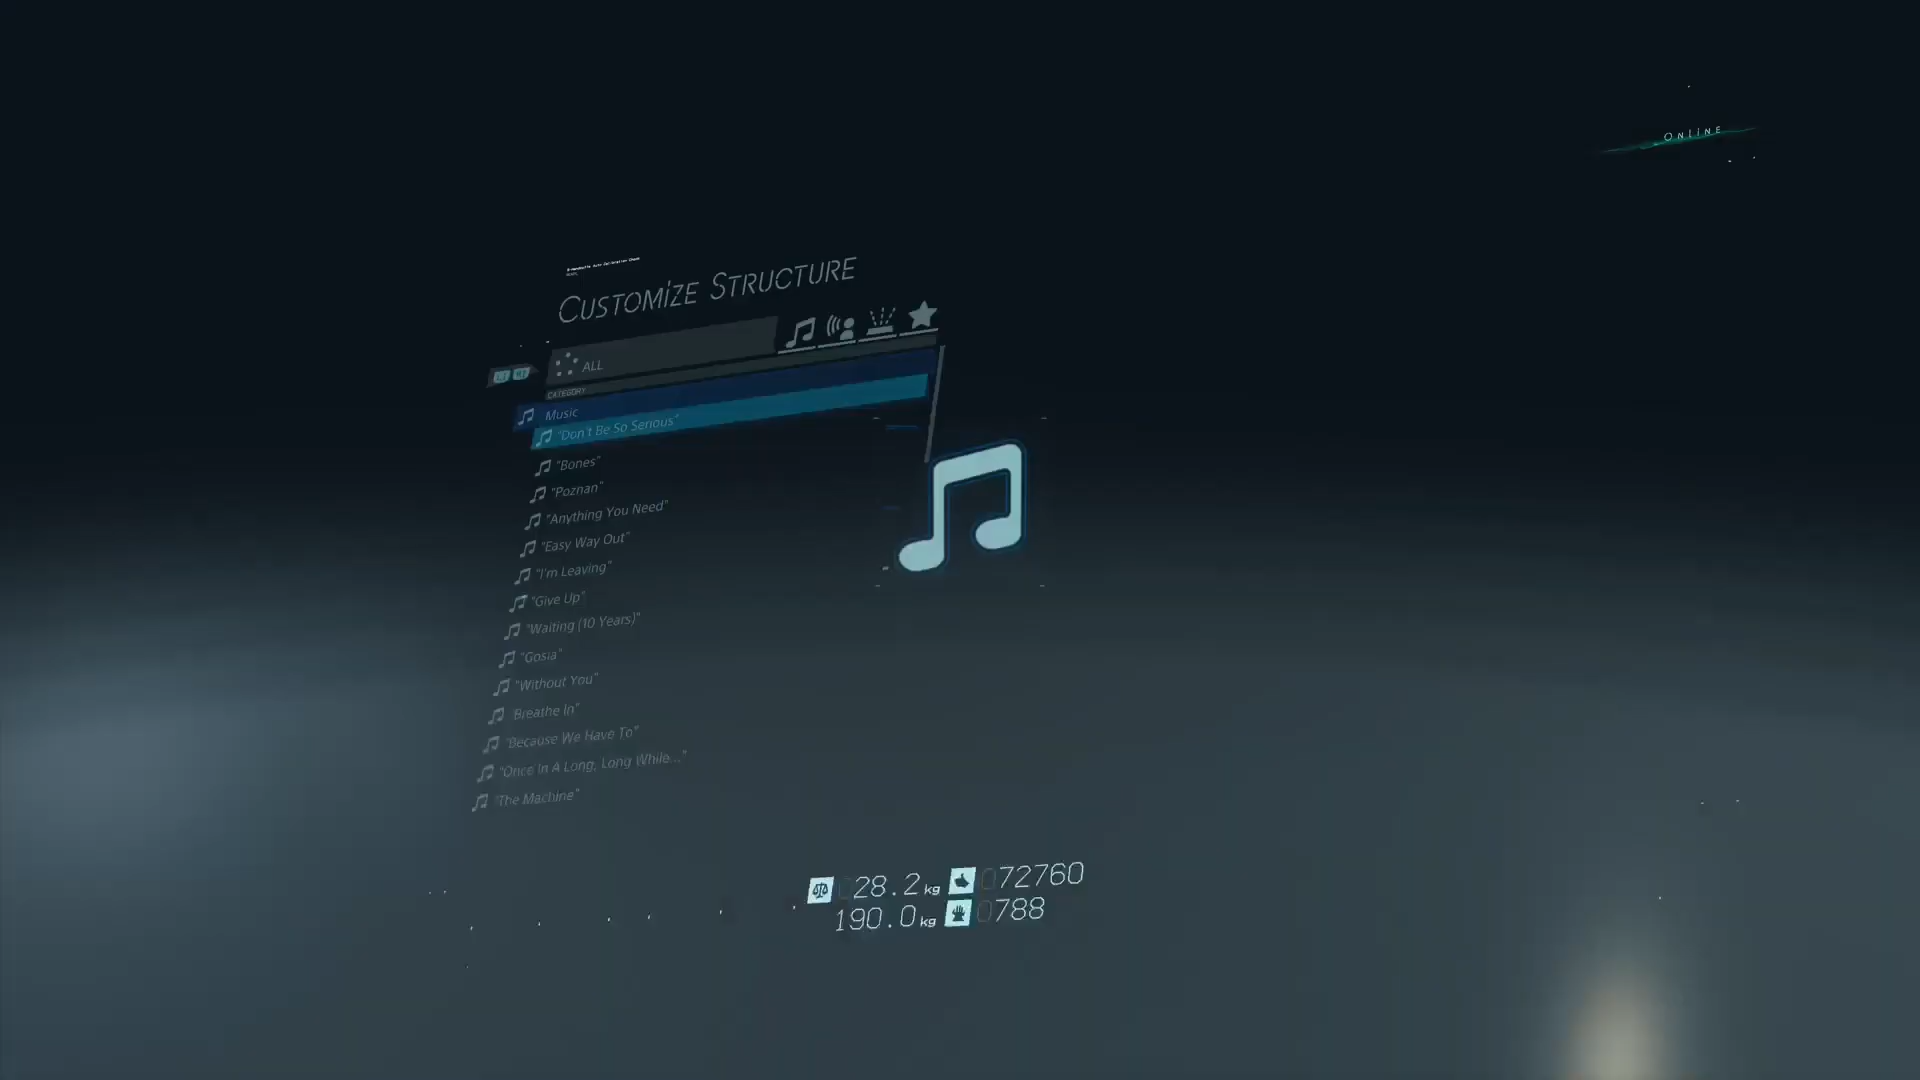 ONLINE
CUSTOMIZE STRUCTURE
ALL
CATEGORY
Music
"Don't Be So Serious"
"Bones"
"Poznan"
"Anything You Need"
"Easy Way Out"
"I'm Leaving"
"Give Up"
"Waiting (10 Years)"
"Gosia"
"Without You"
"Breathe In"
"Because We Have To"
"Once In A Long, Long While..."
"The Machine"
028.2 kg 072760
190.0 kg 0788